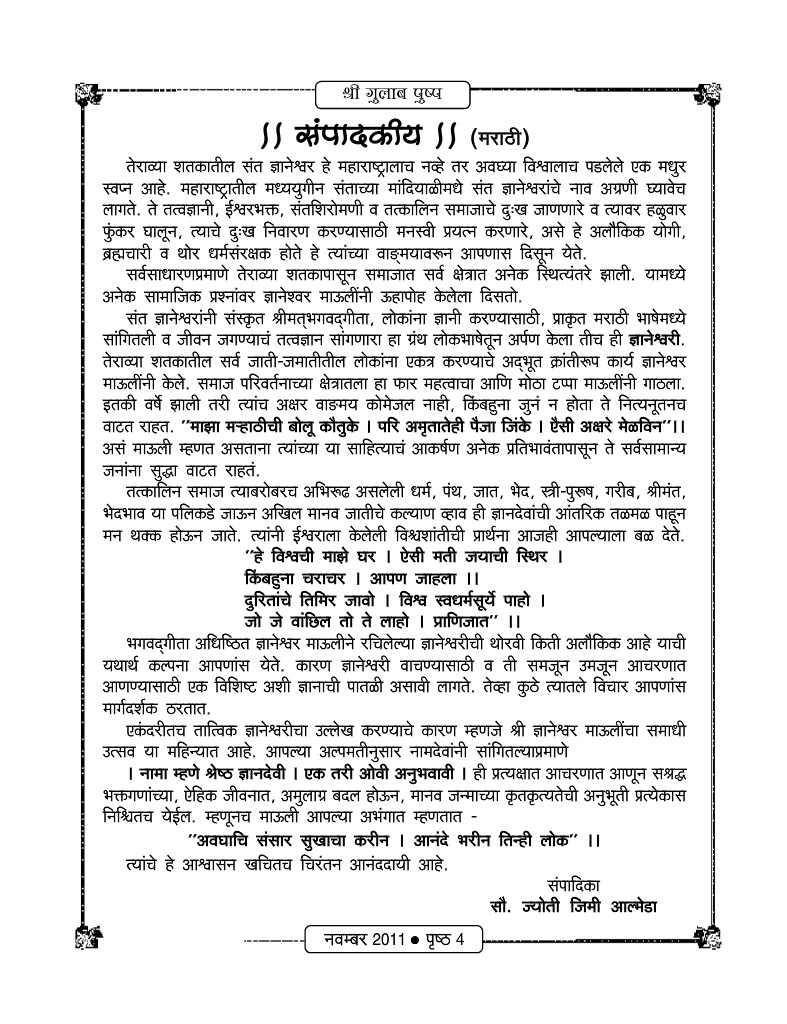 श्री गुलाब पुष्प
।। संपादकीय ।। (मराठी)
तेराव्या शतकातील संत ज्ञानेश्वर हे महाराष्ट्रालाच नव्हे तर अवघ्या विश्वालाच पडलेले एक मधुर
स्वप्न आहे. महाराष्ट्रातील मध्ययुगीन संताच्या मांदियाळीमधे संत ज्ञानेश्वरांचे नाव अग्रणी घ्यावेच
लागते. ते तत्वज्ञानी, ईश्वरभक्त, संतशिरोमणी व तत्कालिन समाजाचे दुःख जाणणारे व त्यावर हळुवार
फुंकर घालून, त्याचे दुःख निवारण करण्यासाठी मनस्वी प्रयत्न करणारे, असे हे अलौकिक योगी,
ब्रह्मचारी व थोर धर्मसंरक्षक होते हे त्यांच्या वाङ्मयावरून आपणास दिसून येते.
सर्वसाधारणप्रमाणे तेराव्या शतकापासून समाजात सर्व क्षेत्रात अनेक स्थित्यंतरे झाली. यामध्ये
अनेक सामाजिक प्रश्नांवर ज्ञानेश्वर माऊलींनी ऊहापोह केलेला दिसतो.
संत ज्ञानेश्वरांनी संस्कृत श्रीमत्‌भगवद्‌गीता, लोकांना ज्ञानी करण्यासाठी, प्राकृत मराठी भाषेमध्ये
सांगितली व जीवन जगण्याचं तत्वज्ञान सांगणारा हा ग्रंथ लोकभाषेतून अर्पण केला तीच ही ज्ञानेश्वरी.
तेराव्या शतकातील सर्व जाती-जमातीतील लोकांना एकत्र करण्याचे अद्‌भूत क्रांतीरूप कार्य ज्ञानेश्वर
माऊलींनी केले. समाज परिवर्तनाच्या क्षेत्रातला हा फार महत्वाचा आणि मोठा टप्पा माऊलींनी गाठला.
इतकी वर्षे झाली तरी त्यांच अक्षर वाङमय कोमेजल नाही, किंबहुना जुनं न होता ते नित्यनूतनच
वाटत राहत. "माझा मऱ्हाठीची बोलू कौतुके । परि अमृतातेही पैजा जिंके । ऐसी अक्षरे मेळविन"।।
असं माऊली म्हणत असताना त्यांच्या या साहित्याचं आकर्षण अनेक प्रतिभावंतापासून ते सर्वसामान्य
जनांना सुद्धा वाटत राहतं.
तत्कालिन समाज त्याबरोबरच अभिरूढ असलेली धर्म, पंथ, जात, भेद, स्त्री-पुरूष, गरीब, श्रीमंत,
भेदभाव या पलिकडे जाऊन अखिल मानव जातीचे कल्याण व्हाव ही ज्ञानदेवांची आंतरिक तळमळ पाहून
मन थक्क होऊन जाते. त्यांनी ईश्वराला केलेली विश्वशांतीची प्रार्थना आजही आपल्याला बळ देते.
"हे विश्वची माझे घर । ऐसी मती जयाची स्थिर ।
किंबहुना चराचर । आपण जाहला ।।
दुरितांचे तिमिर जावो । विश्व स्वधर्मसूर्ये पाहो ।
जो जे वांछिल तो ते लाहो । प्राणिजात" ।।
भगवद्‌गीता अधिष्ठित ज्ञानेश्वर माऊलीने रचिलेल्या ज्ञानेश्वरीची थोरवी किती अलौकिक आहे याची
यथार्थ कल्पना आपणांस येते. कारण ज्ञानेश्वरी वाचण्यासाठी व ती समजून उमजून आचरणात
आणण्यासाठी एक विशिष्ट अशी ज्ञानाची पातळी असावी लागते. तेव्हा कुठे त्यातले विचार आपणांस
मार्गदर्शक ठरतात.
एकंदरीतच तात्विक ज्ञानेश्वरीचा उल्लेख करण्याचे कारण म्हणजे श्री ज्ञानेश्वर माऊलींचा समाधी
उत्सव या महिन्यात आहे. आपल्या अल्पमतीनुसार नामदेवांनी सांगितल्याप्रमाणे
। नामा म्हणे श्रेष्ठ ज्ञानदेवी । एक तरी ओवी अनुभवावी । ही प्रत्यक्षात आचरणात आणून सश्रद्ध
भक्तगणांच्या, ऐहिक जीवनात, अमुलाग्र बदल होऊन, मानव जन्माच्या कृतकृत्यतेची अनुभूती प्रत्येकास
निश्चितच येईल. म्हणूनच माऊली आपल्या अभंगात म्हणतात -
"अवघाचि संसार सुखाचा करीन । आनंदे भरीन तिन्ही लोक" ।।
त्यांचे हे आश्वासन खचितच चिरंतन आनंददायी आहे.
संपादिका
सौ. ज्योती जिमी आल्मेडा
नवम्बर 2011 ● पृष्ठ 4